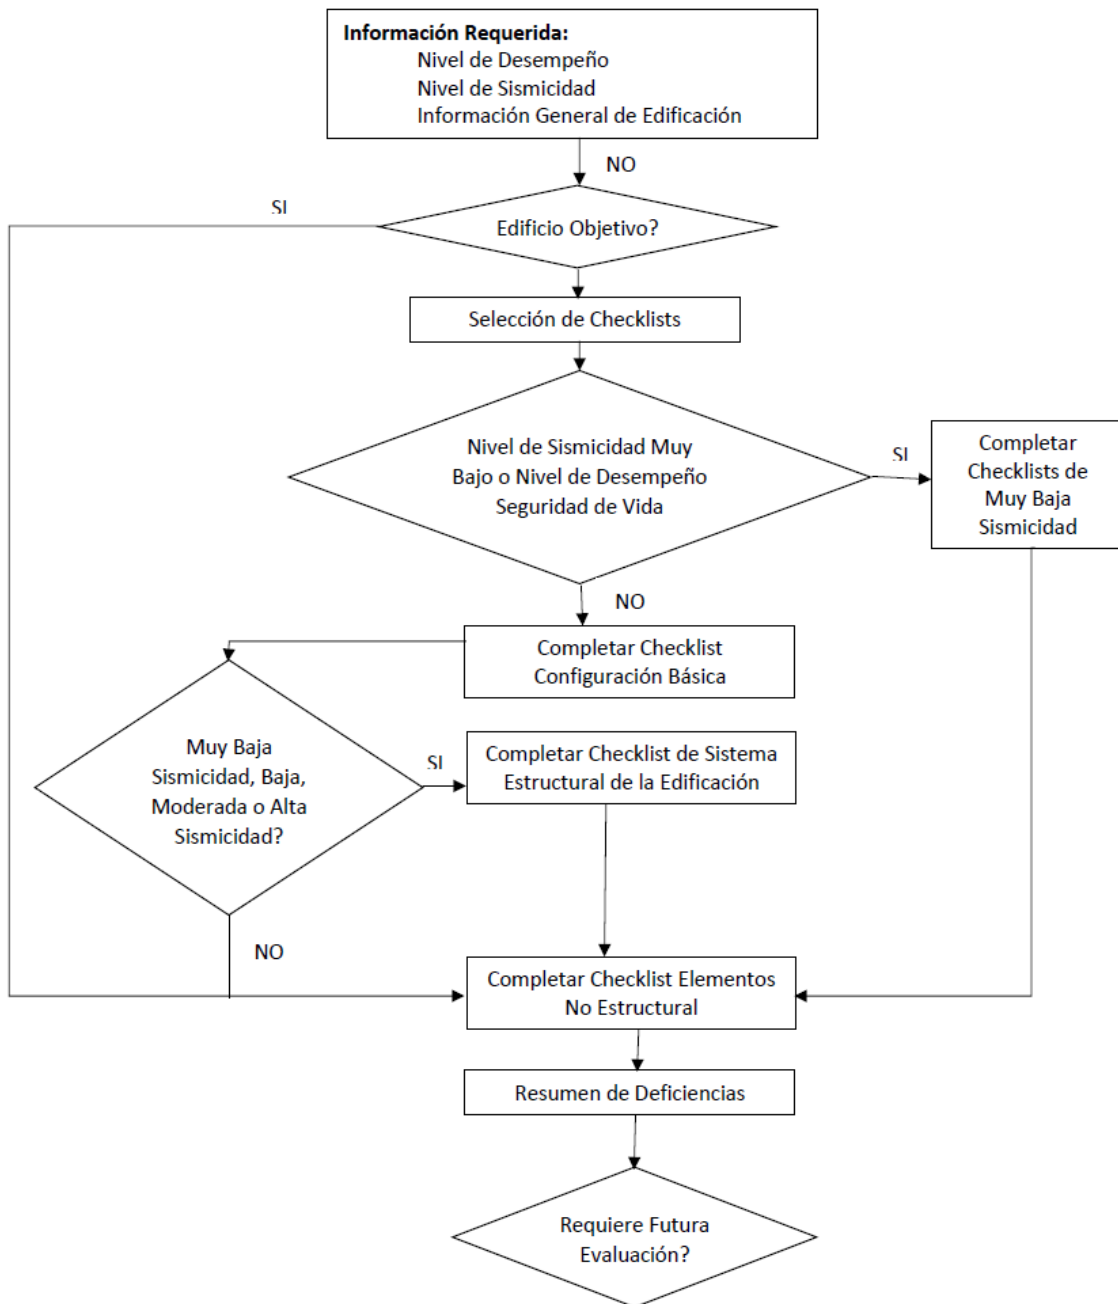 Información Requerida:
Nivel de Desempeño
Nivel de Sismicidad
Información General de Edificación
NO
SI
Edificio Objetivo?
Selección de Checklists
Nivel de Sismicidad Muy
Bajo o Nivel de Desempeño
Seguridad de Vida
SI
Completar
Checklists de
Muy Baja
Sismicidad
NO
Completar Checklist
Configuración Básica
Muy Baja
Sismicidad, Baja,
Moderada o Alta
Sismicidad?
SI
Completar Checklist de Sistema
Estructural de la Edificación
NO
Completar Checklist Elementos
No Estructural
Resumen de Deficiencias
Requiere Futura
Evaluación?